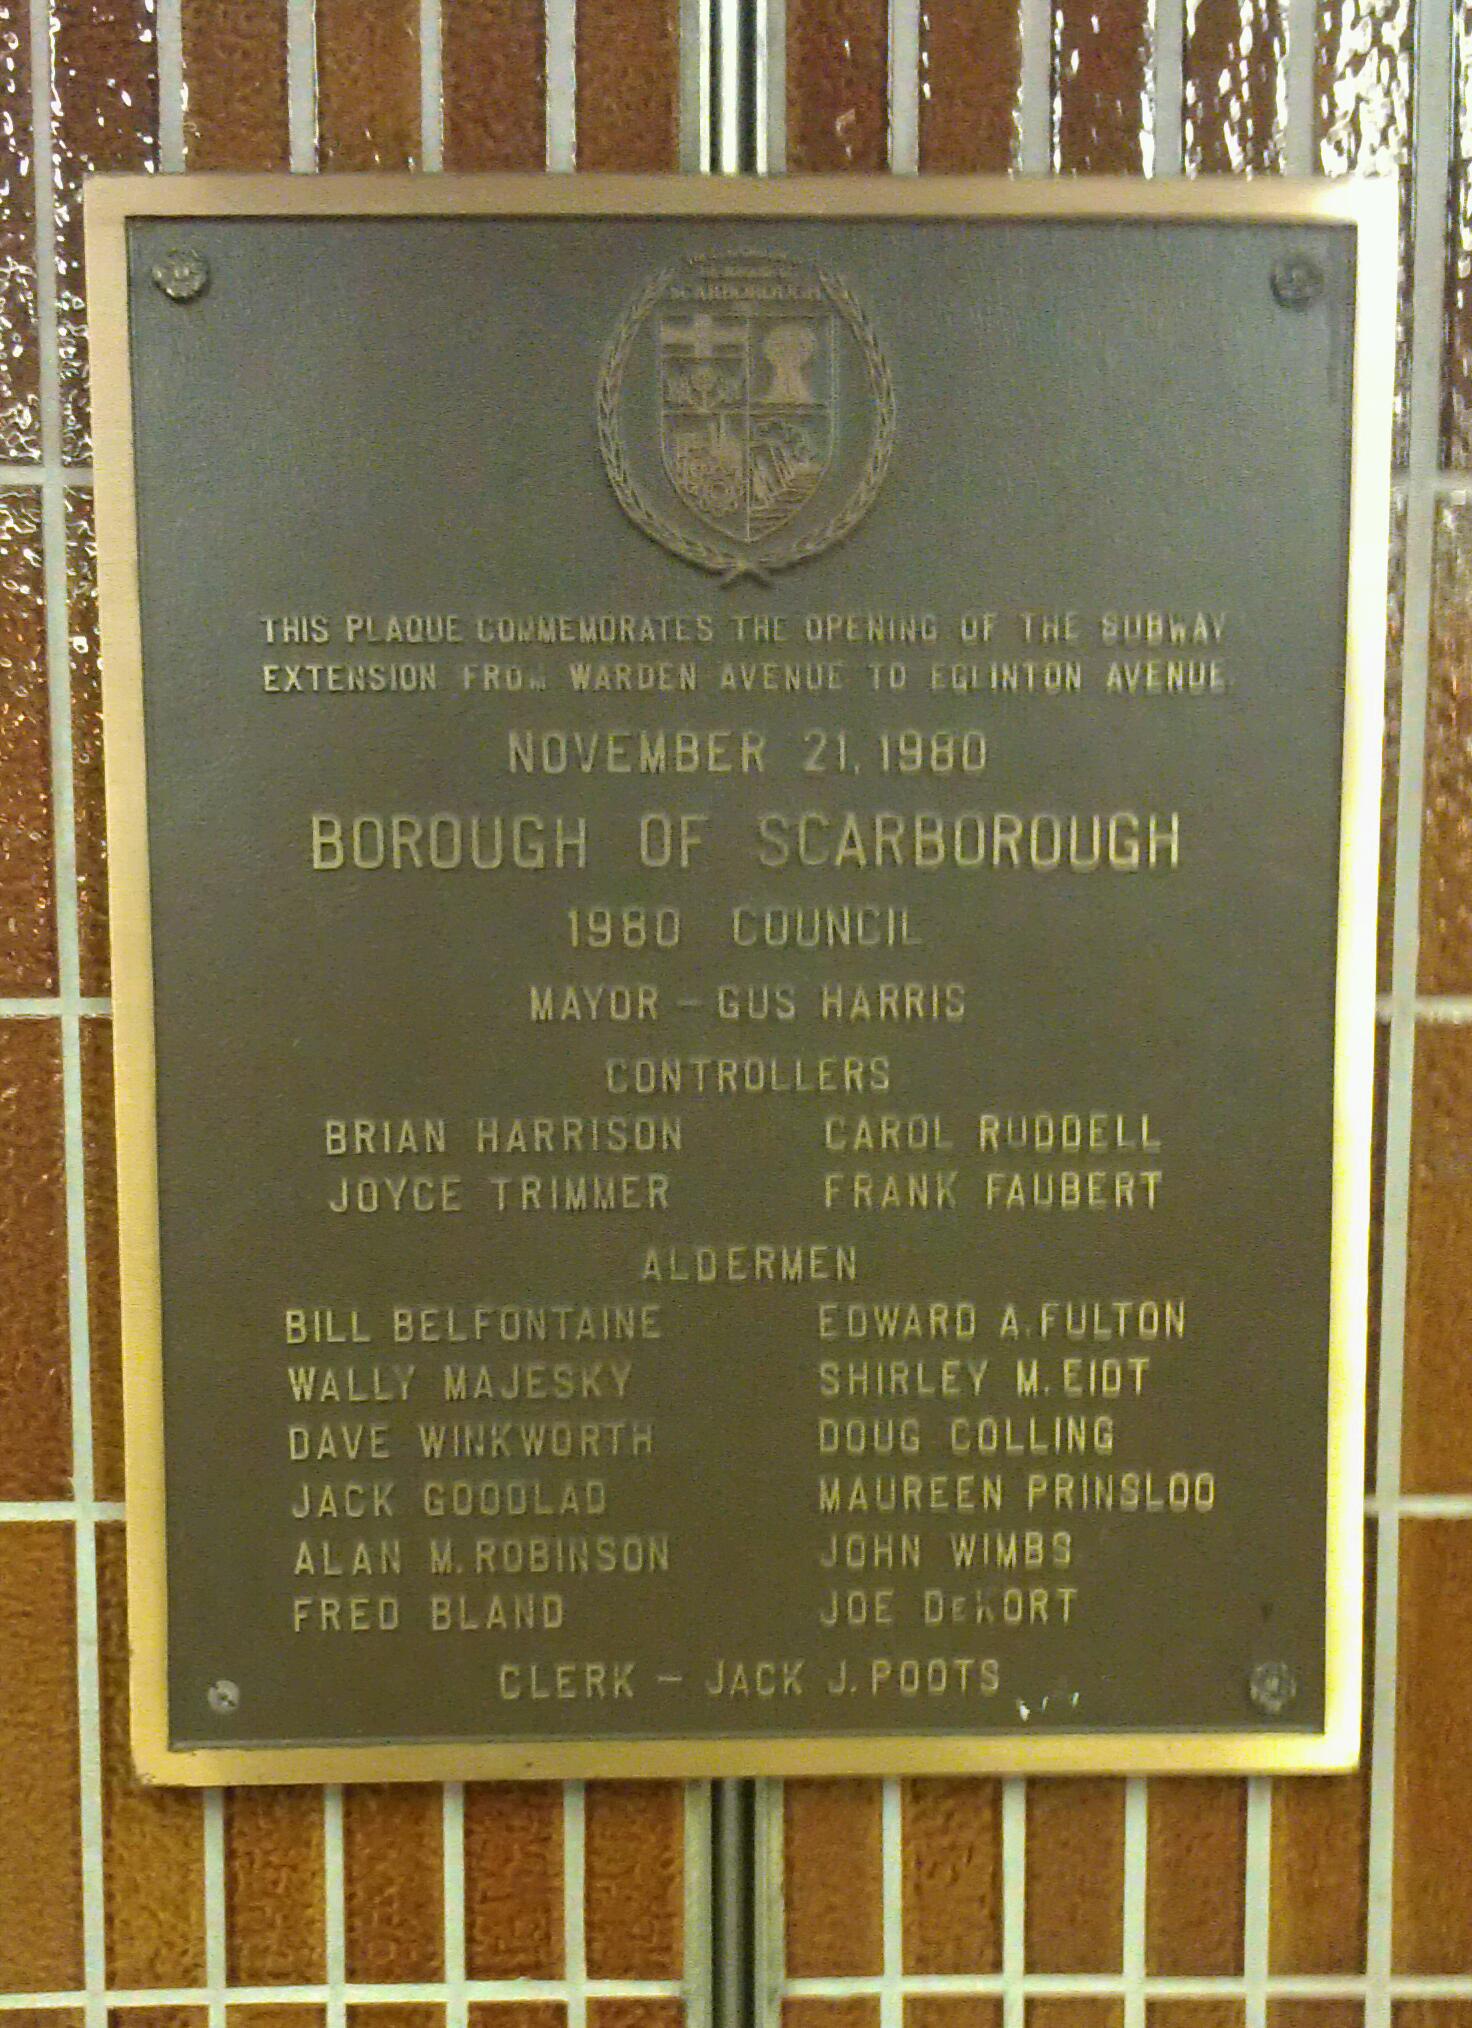 SCARBOROUGH
THIS PLAQUE COMMEMORATES THE OPENING OF THE SUBWAY
EXTENSION FROM WARDEN AVENUE TO EGLINTON AVENUE
NOVEMBER 21, 1980
BOROUGH OF SCARBOROUGH
1980 COUNCIL
MAYOR – GUS HARRIS
CONTROLLERS
BRIAN HARRISON CAROL RUDDELL
JOYCE TRIMMER FRANK FAUBERT
ALDERMEN
BILL BELFONTAINE EDWARD A. FULTON
WALLY MAJESKY SHIRLEY M. EIDT
DAVE WINKWORTH DOUG COLLING
JACK GOODLAD MAUREEN PRINSLOO
ALAN M. ROBINSON JOHN WIMBS
FRED BLAND JOE DeKORT
CLERK – JACK J. POOTS